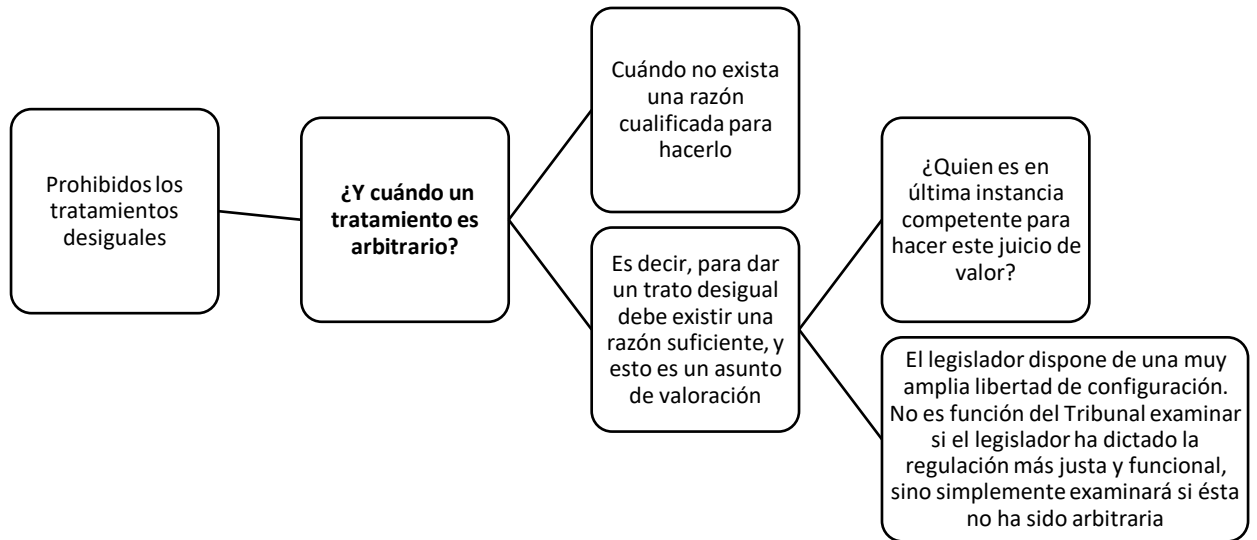 Prohibidos los
tratamientos
desiguales
¿Y cuándo un
tratamiento es
arbitrario?
Cuándo no exista
una razón
cualificada para
hacerlo
Es decir, para dar
un trato desigual
debe existir una
razón suficiente, y
esto es un asunto
de valoración
¿Quien es en
última instancia
competente para
hacer este juicio de
valor?
El legislador dispone de una muy
amplia libertad de configuración.
No es función del Tribunal examinar
si el legislador ha dictado la
regulación más justa y funcional,
sino simplemente examinará si ésta
no ha sido arbitraria